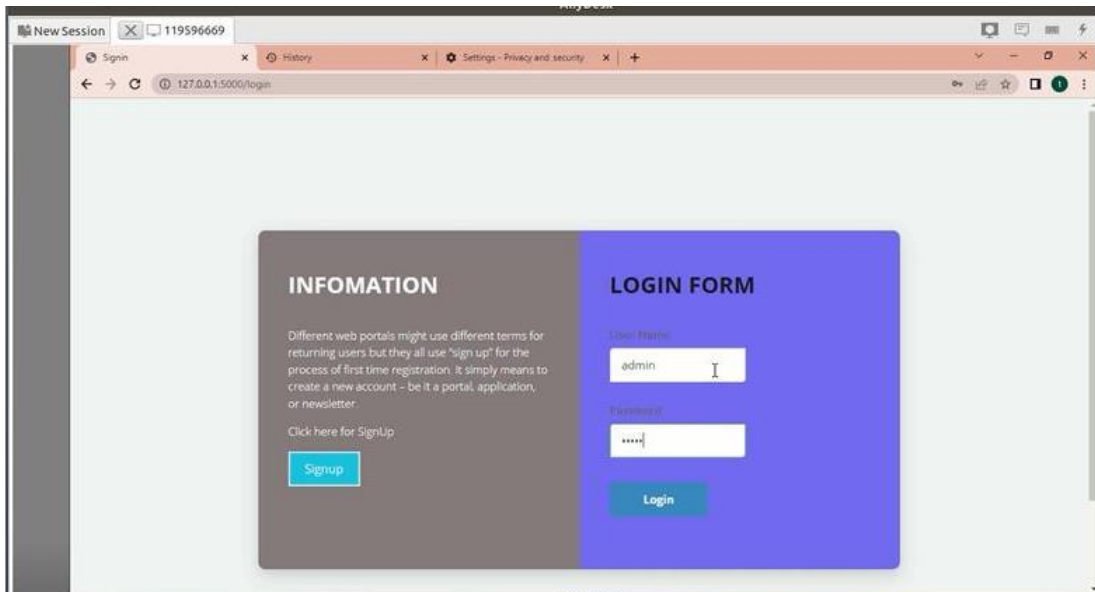 AnyDesk
New Session
119596669
Signin
History
Settings - Privacy and security
127.0.0.1:5000/login
t
INFOMATION
Different web portals might use different terms for
returning users but they all use "sign up" for the
process of first time registration. It simply means to
create a new account – be it a portal, application,
or newsletter.
Click here for SignUp
Signup
LOGIN FORM
User Name
admin
Password
Login